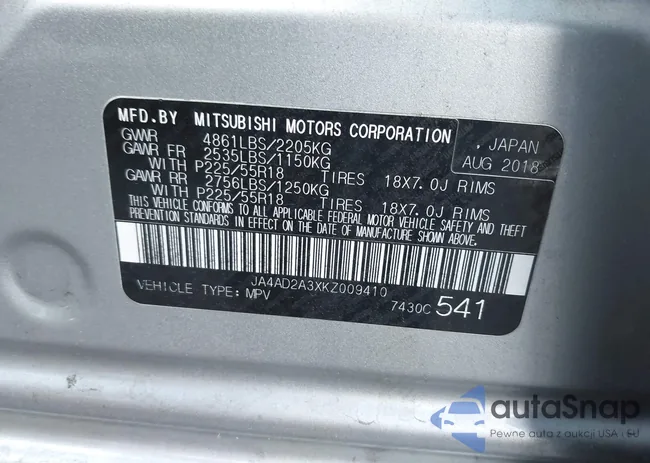 MFD.BY MITSUBISHI MOTORS CORPORATION
GVWR 4861LBS/2205KG , JAPAN
GAWR FR 2535LBS/1150KG AUG 2018
WITH P225/55R18 TIRES 18X7.0J RIMS
GAWR RR 2756LBS/1250KG
WITH P225/55R18 TIRES 18X7.0J RIMS
THIS VEHICLE CONFORMS TO ALL APPLICABLE FEDERAL MOTOR VEHICLE SAFETY AND THEFT
PREVENTION STANDARDS IN EFFECT ON THE DATE OF MANUFACTURE SHOWN ABOVE.
JA4AD2A3XKZ009410
VEHICLE TYPE: MPV 7430C 541
autoSnap
Pewne auto z aukcji USA i EU